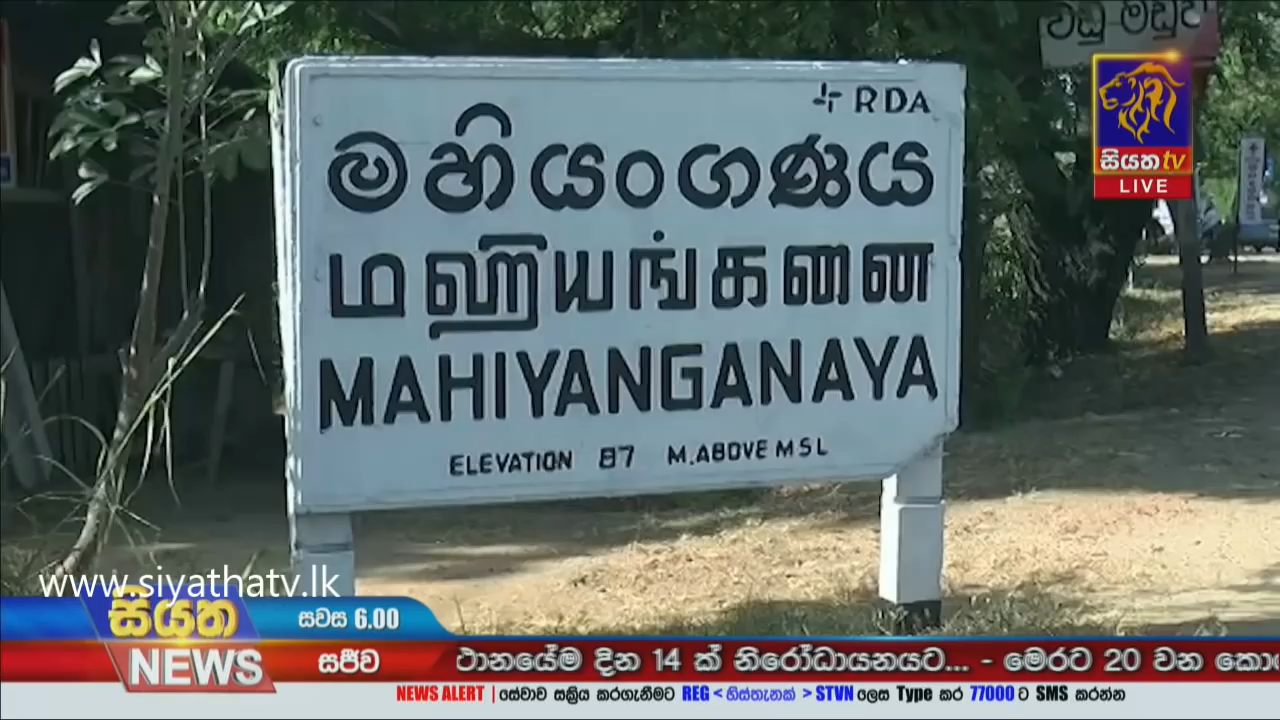 වඩු මඩුව
RDA
මහියංගණය
மஹியங்கனை
MAHIYANGANAYA
ELEVATION 87 M.ABOVE MSL
සියත tv
LIVE
www.siyathatv.lk
සියත
NEWS
සවස 6.00
සජීව
ථානයේම දින 14 ක් නිරෝධායනයට... - මෙරට 20 වන කො
NEWS ALERT | සේවාව සක්‍රිය කරගැනීමට REG < හිස්තැනක් > STVN ලෙස Type කර 77000 ට SMS කරන්න